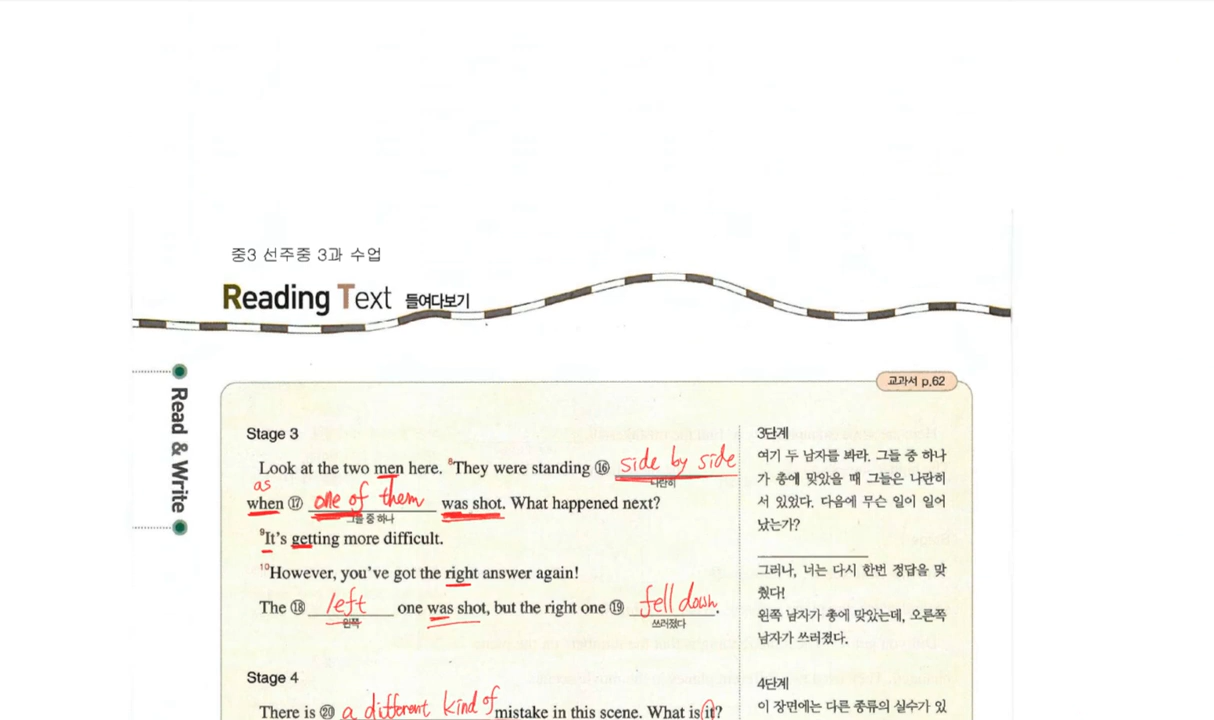 중3 선주중 3과 수업
Reading Text 들여다보기
Read & Write
교과서 p.62
Stage 3
Look at the two men here. ⁸They were standing ⑯ side by side
나란히
as
when ⑰ one of them was shot. What happened next?
그들 중 하나
⁹It's getting more difficult.
¹⁰However, you've got the right answer again!
The ⑱ left one was shot, but the right one ⑲ fell down.
왼쪽 쓰러졌다
Stage 4
There is ⑳ a different kind of mistake in this scene. What is it?
3단계
여기 두 남자를 봐라. 그들 중 하나
가 총에 맞았을 때 그들은 나란히
서 있었다. 다음에 무슨 일이 일어
났는가?
그러나, 너는 다시 한번 정답을 맞
췄다!
왼쪽 남자가 총에 맞았는데, 오른쪽
남자가 쓰러졌다.
4단계
이 장면에는 다른 종류의 실수가 있